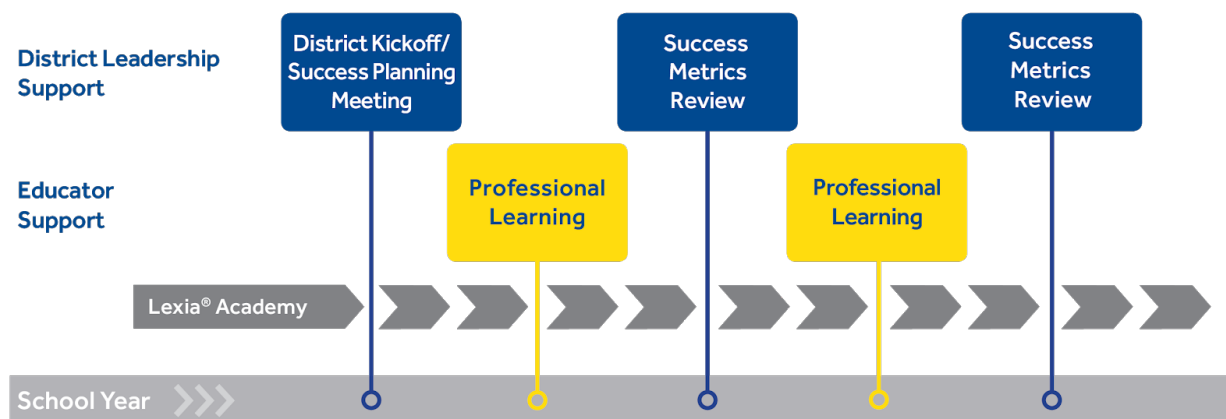 District Leadership
Support
District Kickoff/
Success Planning
Meeting
Success
Metrics
Review
Success
Metrics
Review
Educator
Support
Professional
Learning
Professional
Learning
Lexia® Academy
School Year